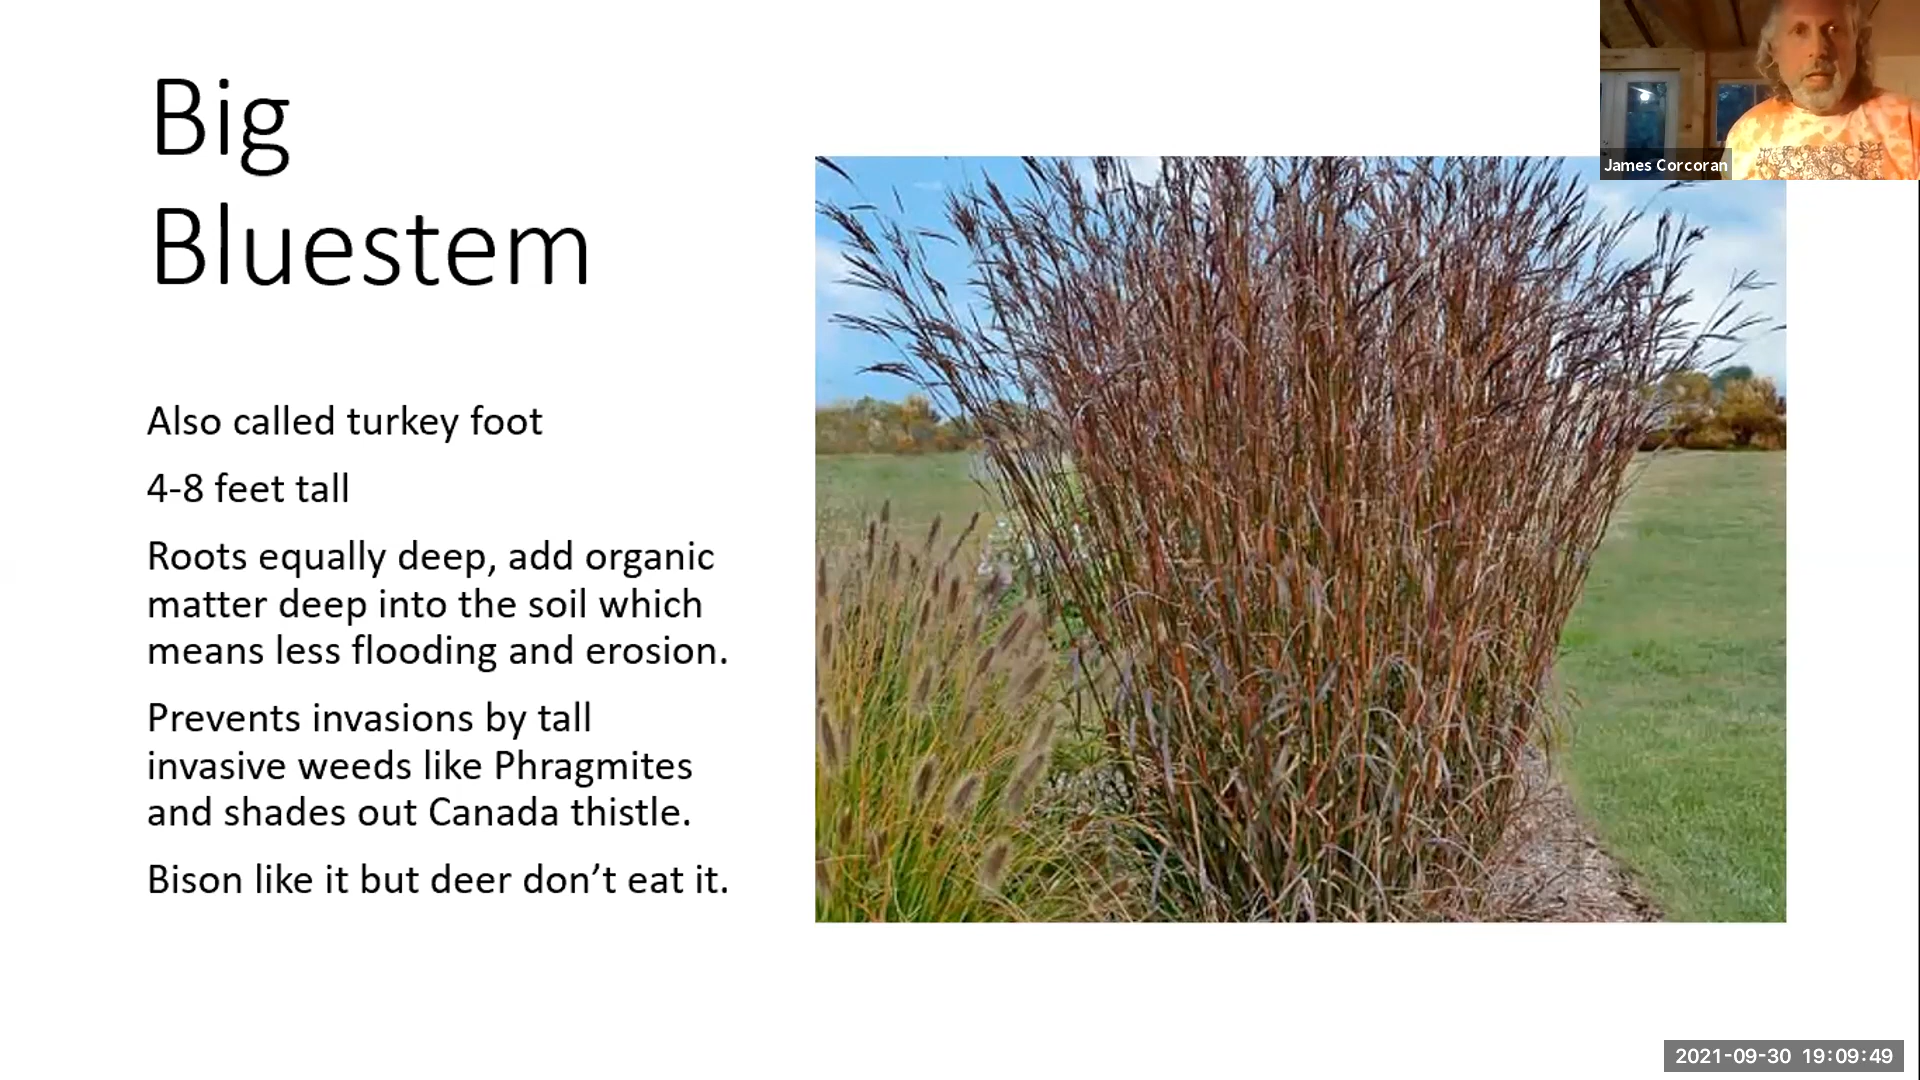 Big
Bluestem
Also called turkey foot
4-8 feet tall
Roots equally deep, add organic
matter deep into the soil which
means less flooding and erosion.
Prevents invasions by tall
invasive weeds like Phragmites
and shades out Canada thistle.
Bison like it but deer don’t eat it.
James Corcoran
2021-09-30 19:09:49